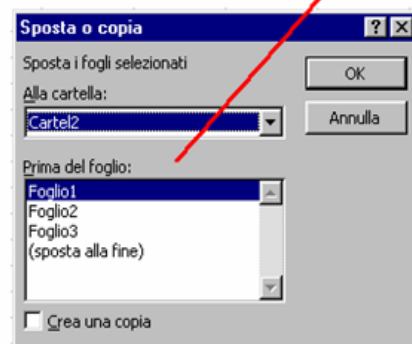 Sposta o copia
Sposta i fogli selezionati
Alla cartella:
Cartel2
Prima del foglio:
Foglio1
Foglio2
Foglio3
(sposta alla fine)
Crea una copia
OK
Annulla